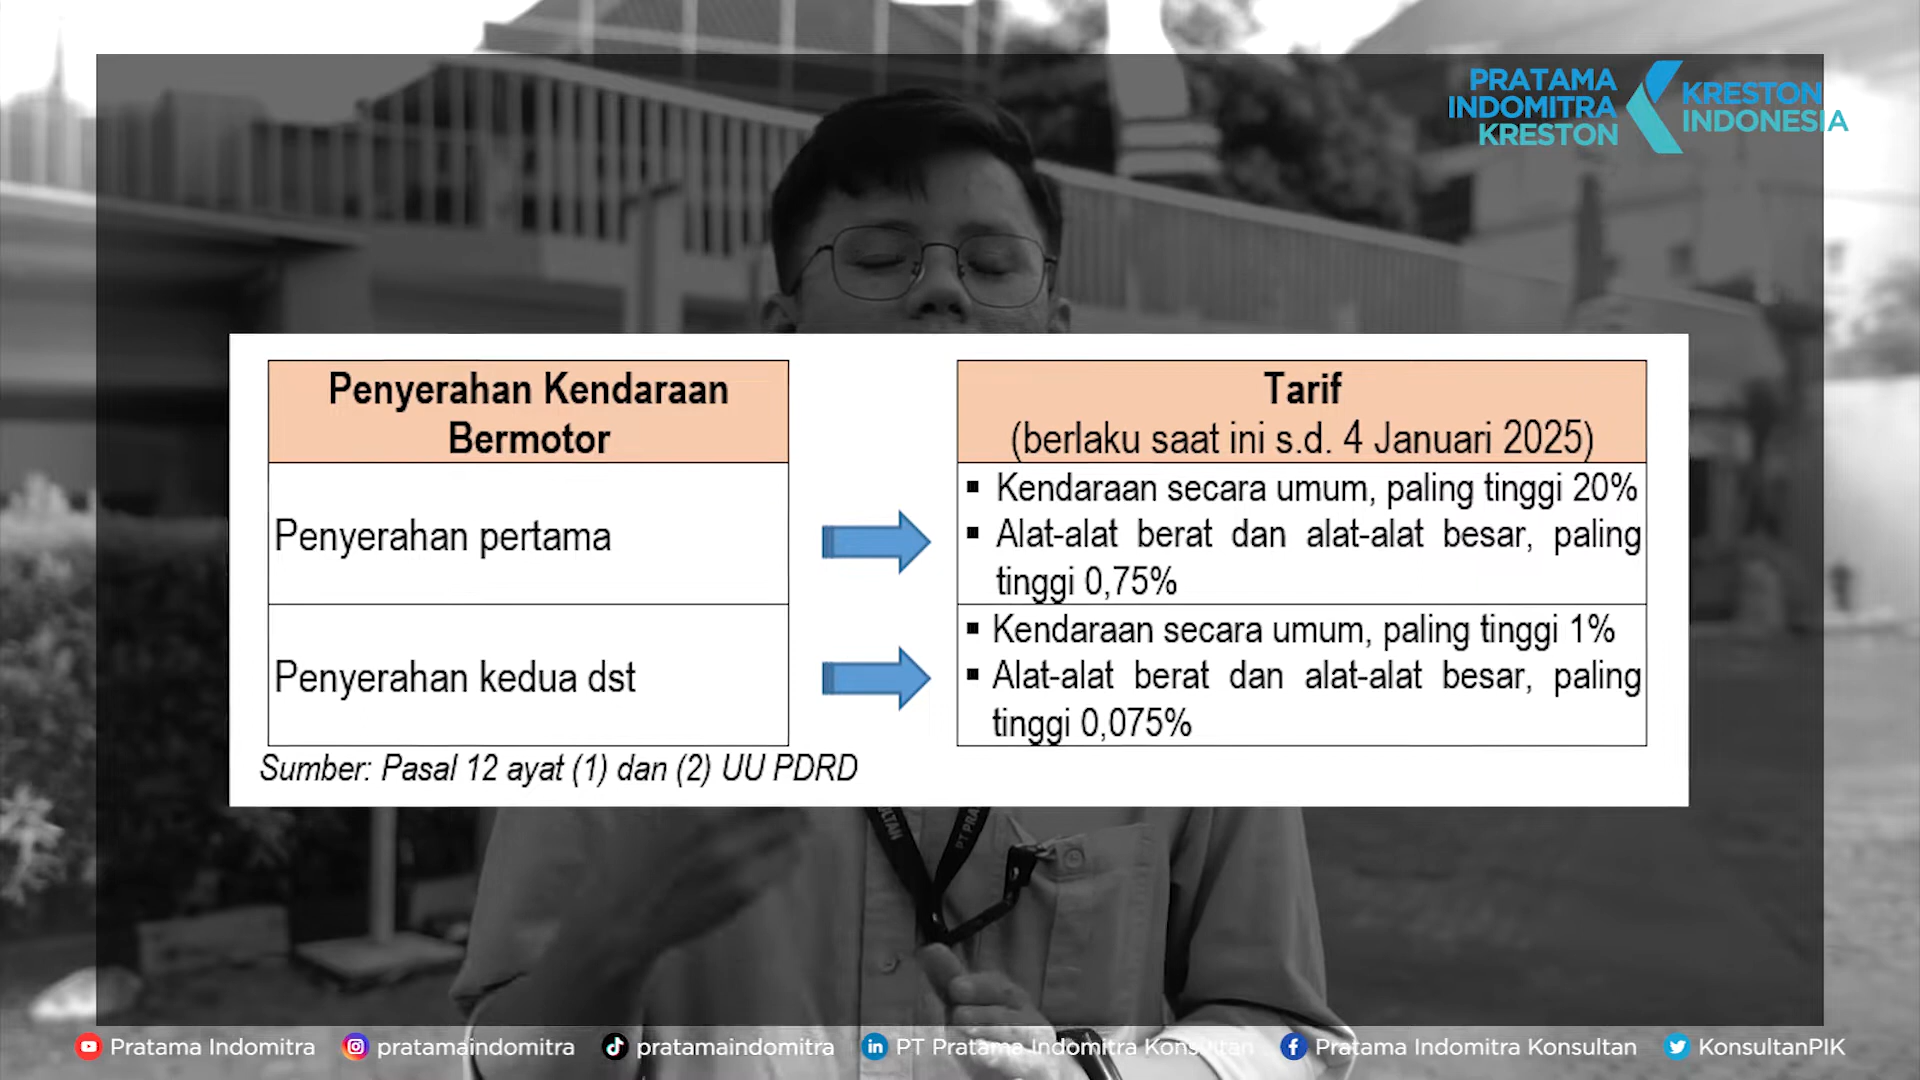 PRATAMA
INDOMITRA
KRESTON
KRESTON
INDONESIA
Penyerahan Kendaraan
Bermotor
Tarif
(berlaku saat ini s.d. 4 Januari 2025)
Penyerahan pertama
▪ Kendaraan secara umum, paling tinggi 20%
▪ Alat-alat berat dan alat-alat besar, paling
tinggi 0,75%
Penyerahan kedua dst
▪ Kendaraan secara umum, paling tinggi 1%
▪ Alat-alat berat dan alat-alat besar, paling
tinggi 0,075%
Sumber: Pasal 12 ayat (1) dan (2) UU PDRD
PT PRA
Pratama Indomitra
pratamaindomitra
pratamaindomitra
PT Pratama Indomitra Konsultan
Pratama Indomitra Konsultan
KonsultanPIK